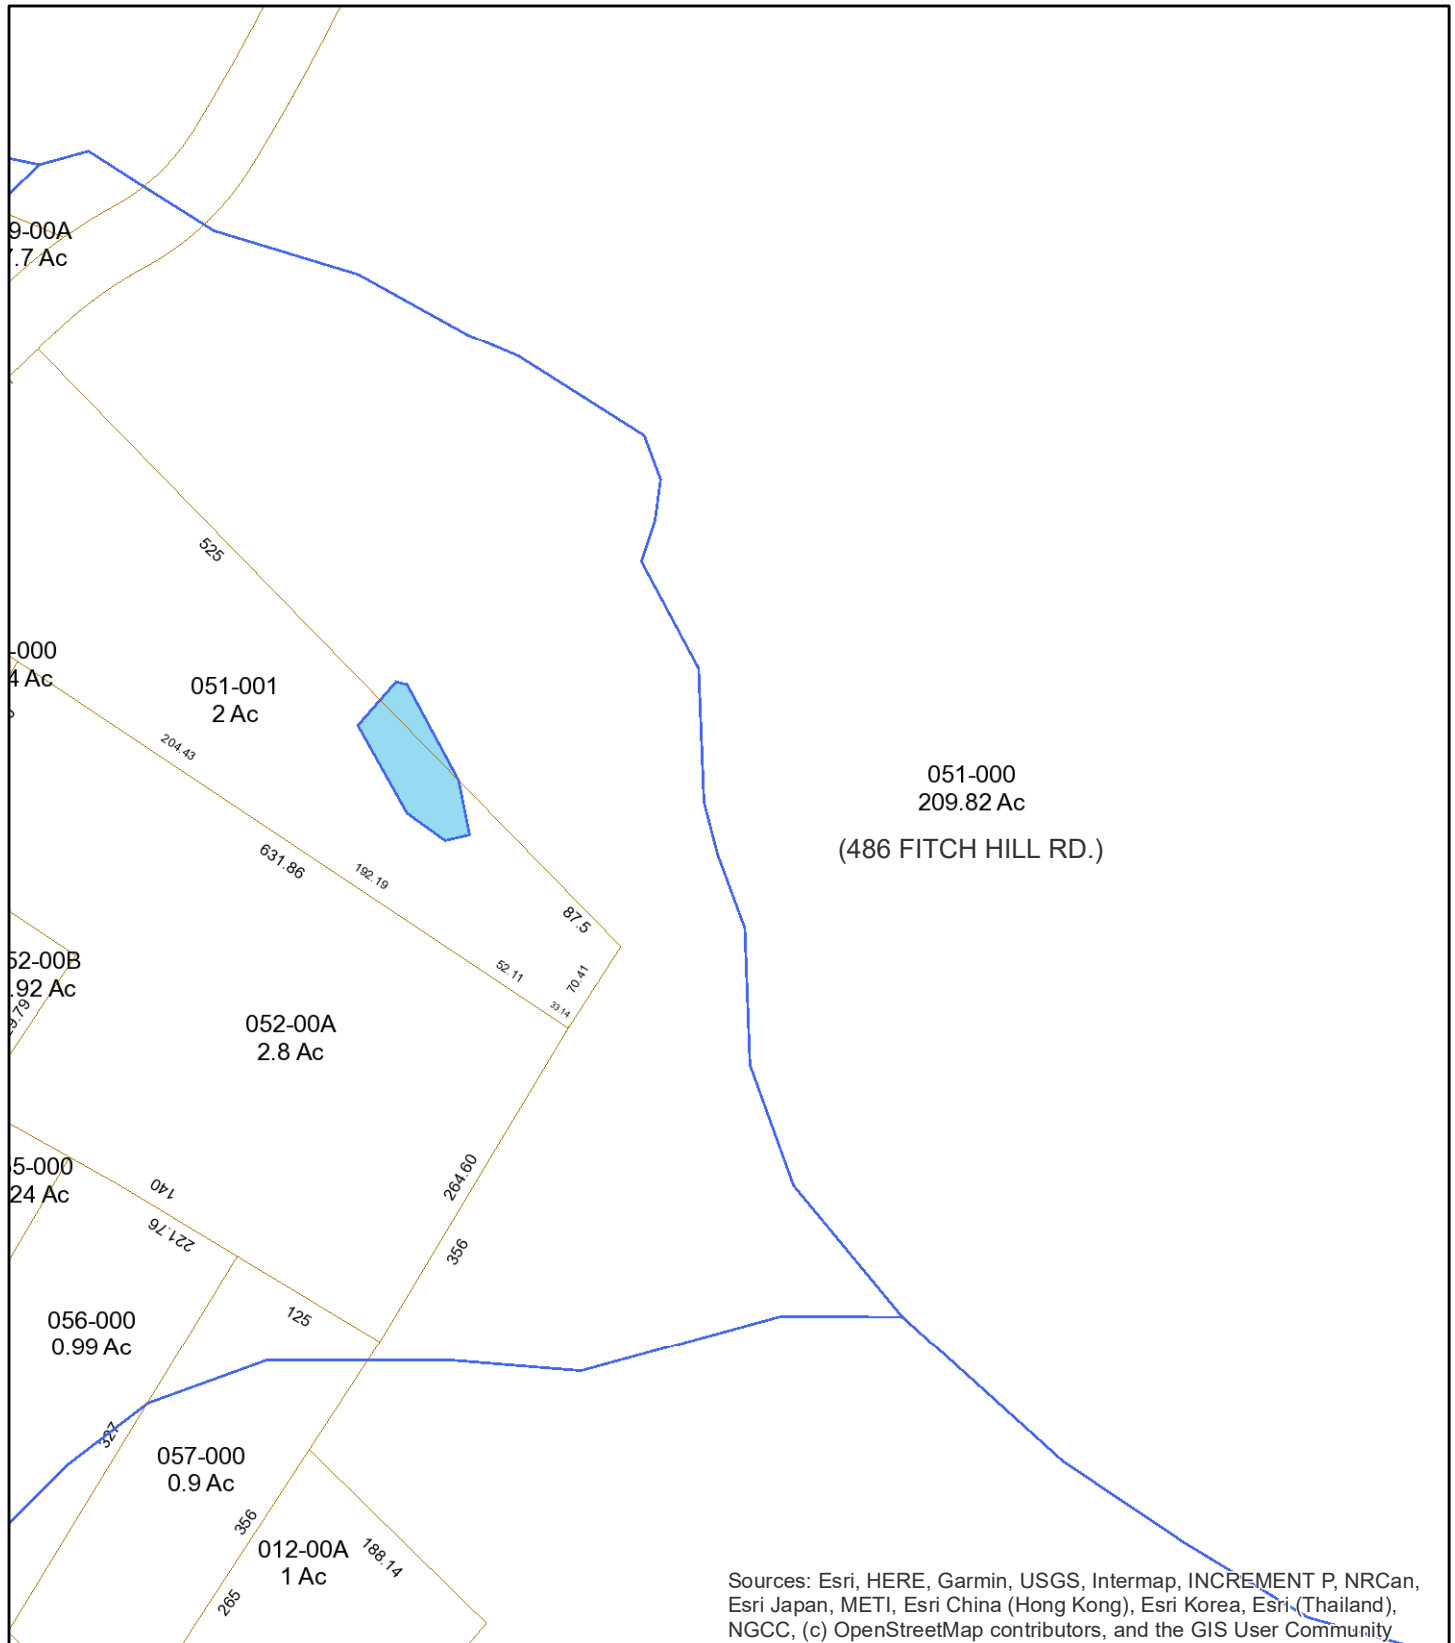 9-00A
.7 Ac
525
-000
4 Ac
051-001
2 Ac
204.43
051-000
209.82 Ac
(486 FITCH HILL RD.)
631.86
192.19
87.5
52.11
70.41
33.14
52-00B
.92 Ac
9.79
052-00A
2.8 Ac
5-000
24 Ac
140
221.76
264.60
356
125
056-000
0.99 Ac
327
057-000
0.9 Ac
356
012-00A
1 Ac
188.14
265
Sources: Esri, HERE, Garmin, USGS, Intermap, INCREMENT P, NRCan,
Esri Japan, METI, Esri China (Hong Kong), Esri Korea, Esri (Thailand),
NGCC, (c) OpenStreetMap contributors, and the GIS User Community